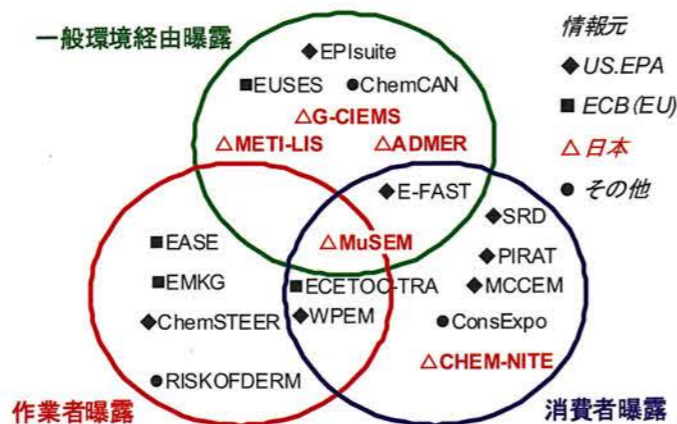 一般環境経由曝露
◆EPIsuite
■EUSES ●ChemCAN
△G-CIEMS
△METI-LIS △ADMER
◆E-FAST
△MuSEM
■ECETOC-TRA
◆WPEM
■EASE
■EMKG
◆ChemSTEER
●RISKOFDERM
作業者曝露
◆SRD
◆PIRAT
◆MCCEM
●ConsExpo
△CHEM-NITE
消費者曝露
情報元
◆US.EPA
■ECB(EU)
△日本
●その他